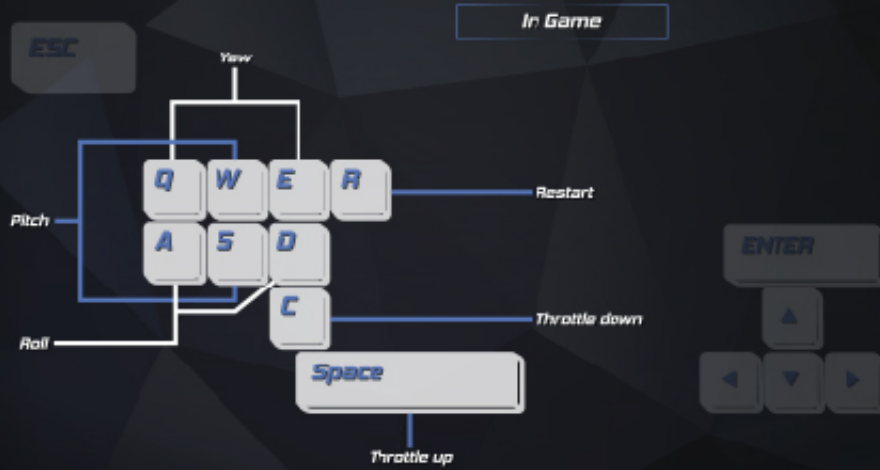 In Game
ESC
Yaw
Q W E R
Restart
Pitch
A S D
ENTER
C
Throttle down
Roll
Space
Throttle up